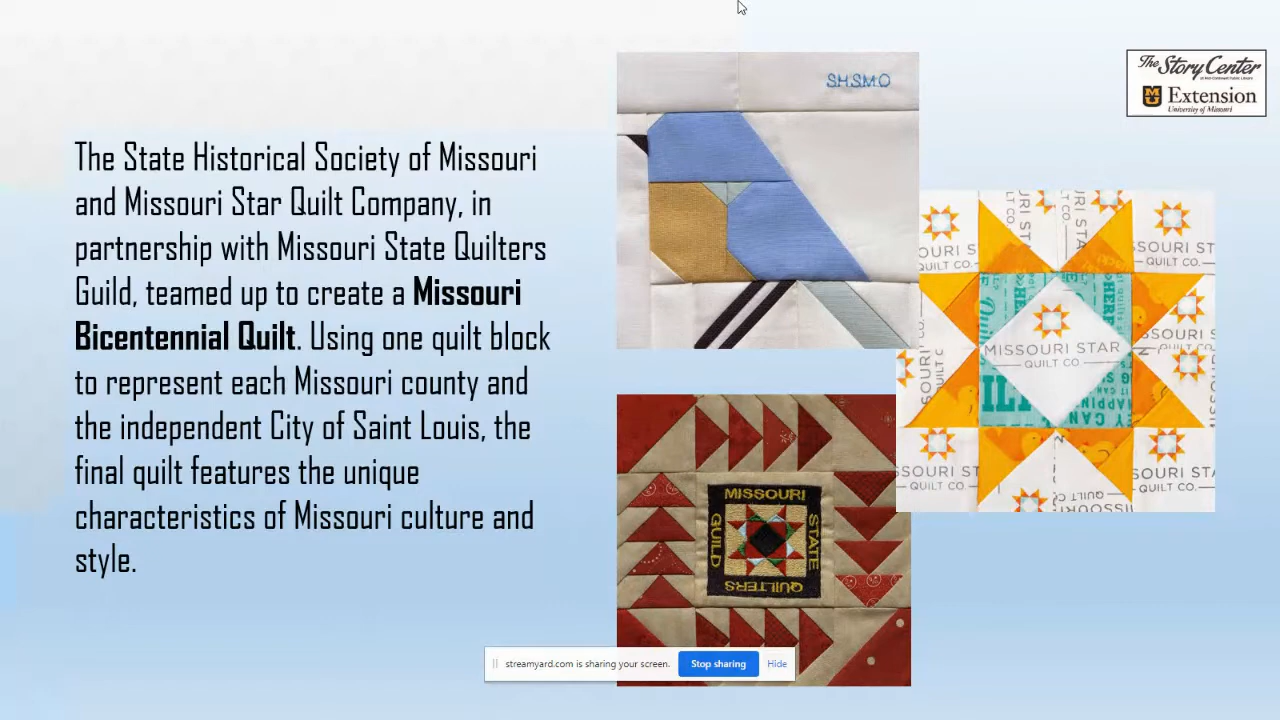 The State Historical Society of Missouri
and Missouri Star Quilt Company, in
partnership with Missouri State Quilters
Guild, teamed up to create a Missouri
Bicentennial Quilt. Using one quilt block
to represent each Missouri county and
the independent City of Saint Louis, the
final quilt features the unique
characteristics of Missouri culture and
style.
S.H.S.M.O
The Story Center
MU Extension
University of Missouri
MISSOURI STAR
QUILT CO.
MISSOURI
STATE
QUILTERS
GUILD
streamyard.com is sharing your screen.
Stop sharing
Hide